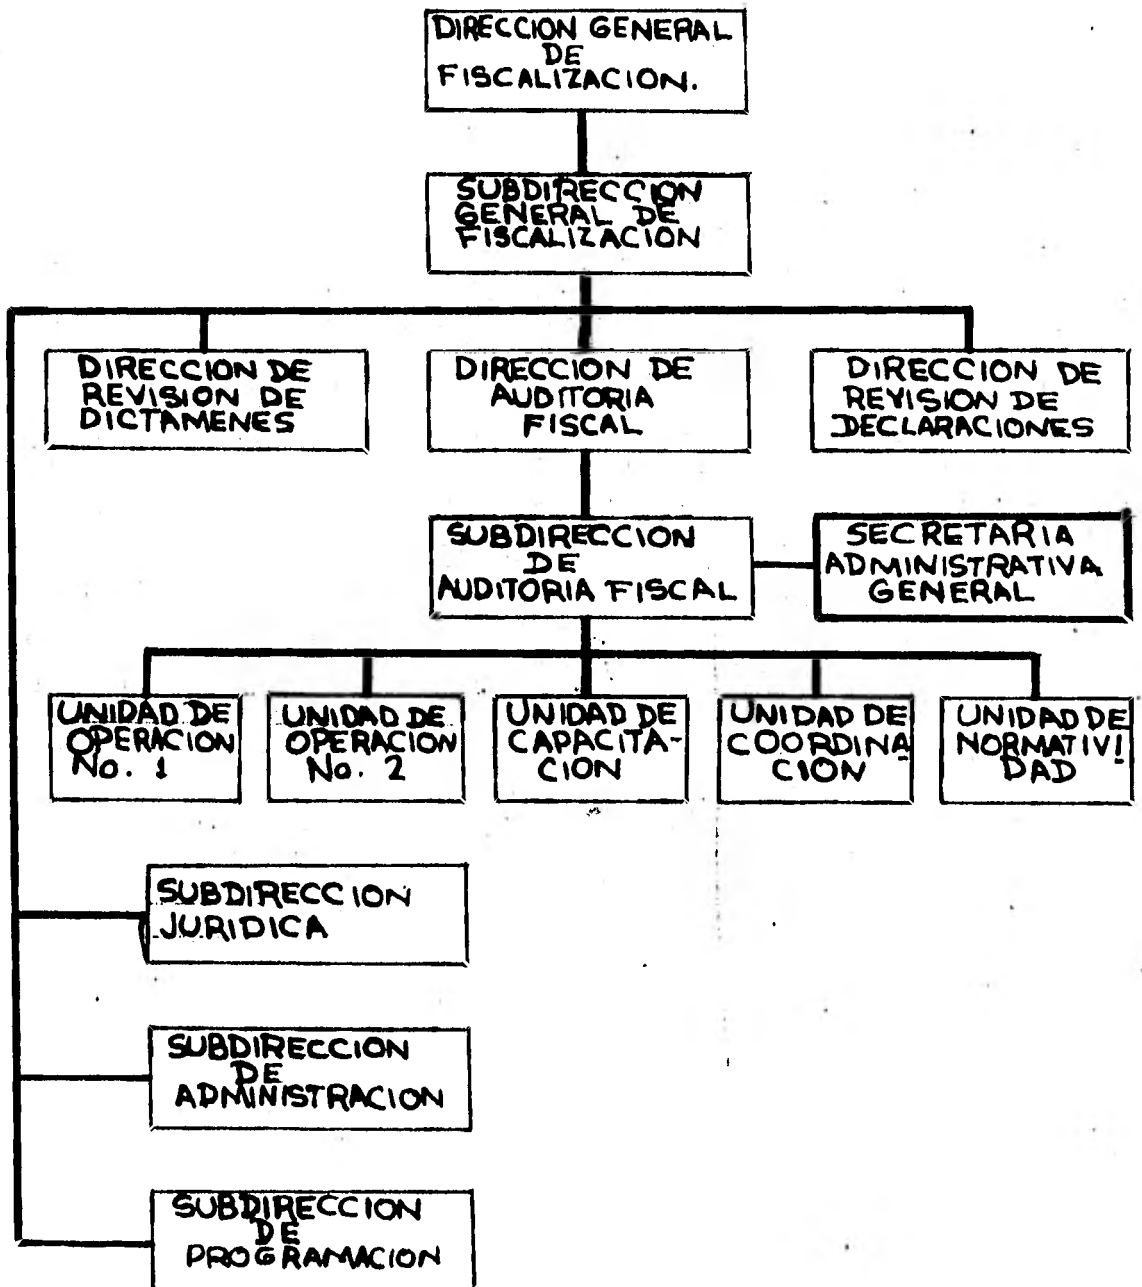 DIRECCION GENERAL
DE
FISCALIZACION.
SUBDIRECCION
GENERAL DE
FISCALIZACION
DIRECCION DE
REVISION DE
DICTAMENES
DIRECCION DE
AUDITORIA
FISCAL
DIRECCION DE
REVISION DE
DECLARACIONES
SUBDIRECCION
DE
AUDITORIA FISCAL
SECRETARIA
ADMINISTRATIVA
GENERAL
UNIDAD DE
OPERACION
No. 1
UNIDAD DE
OPERACION
No. 2
UNIDAD DE
CAPACITA-
CION
UNIDAD DE
COORDINA-
CION
UNIDAD DE
NORMATIVI-
DAD
SUBDIRECCION
JURIDICA
SUBDIRECCION
DE
ADMINISTRACION
SUBDIRECCION
DE
PROGRAMACION